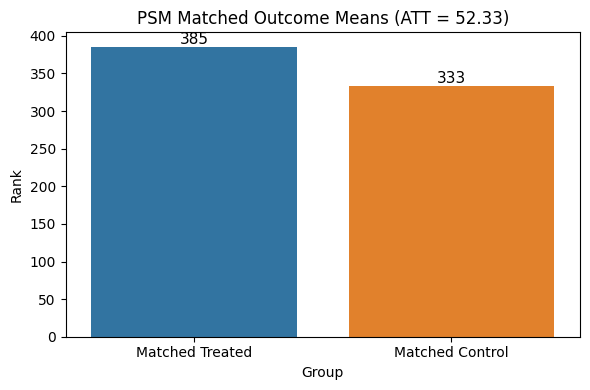 PSM Matched Outcome Means (ATT = 52.33)
400
350
300
250
200
150
100
50
0
Rank
385
333
Matched Treated
Matched Control
Group